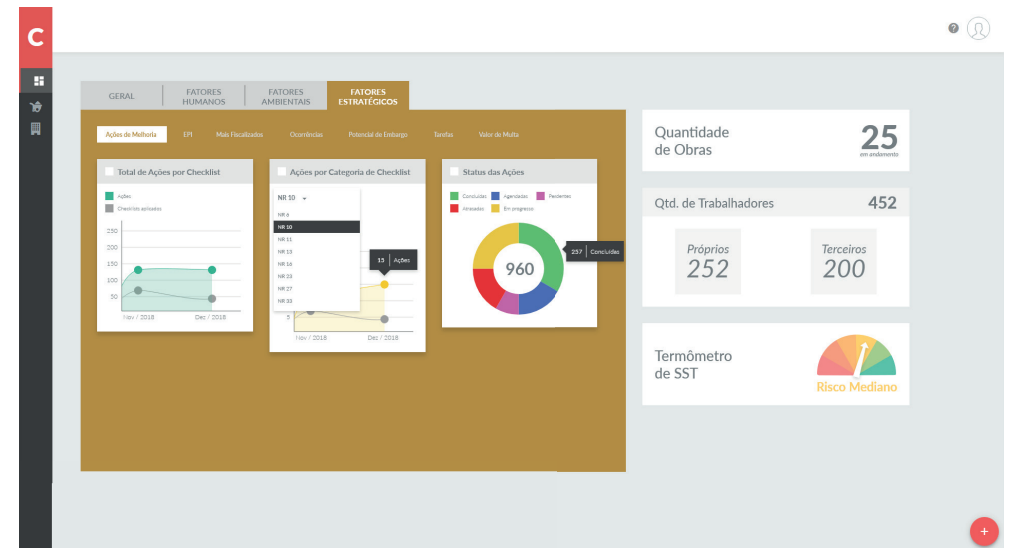 C
?
GERAL
FATORES
HUMANOS
FATORES
AMBIENTAIS
FATORES
ESTRATÉGICOS
Ações de Melhoria
EPI
Mais Fiscalizados
Ocorrências
Potencial de Embargo
Tarefas
Valor de Multa
Total de Ações por Checklist
Ações
Checklists aplicados
250
200
150
100
50
Nov / 2018
Dez / 2018
Ações por Categoria de Checklist
NR 10
NR 6
NR 10
NR 11
NR 13
NR 16
NR 23
NR 27
NR 33
15 | Ações
5
Nov / 2018
Dez / 2018
Status das Ações
Concluídas
Agendadas
Pendentes
Atrasadas
Em progresso
960
257 | Concluídas
Quantidade
de Obras
25
em andamento
Qtd. de Trabalhadores
452
Próprios
252
Terceiros
200
Termômetro
de SST
Risco Mediano
+